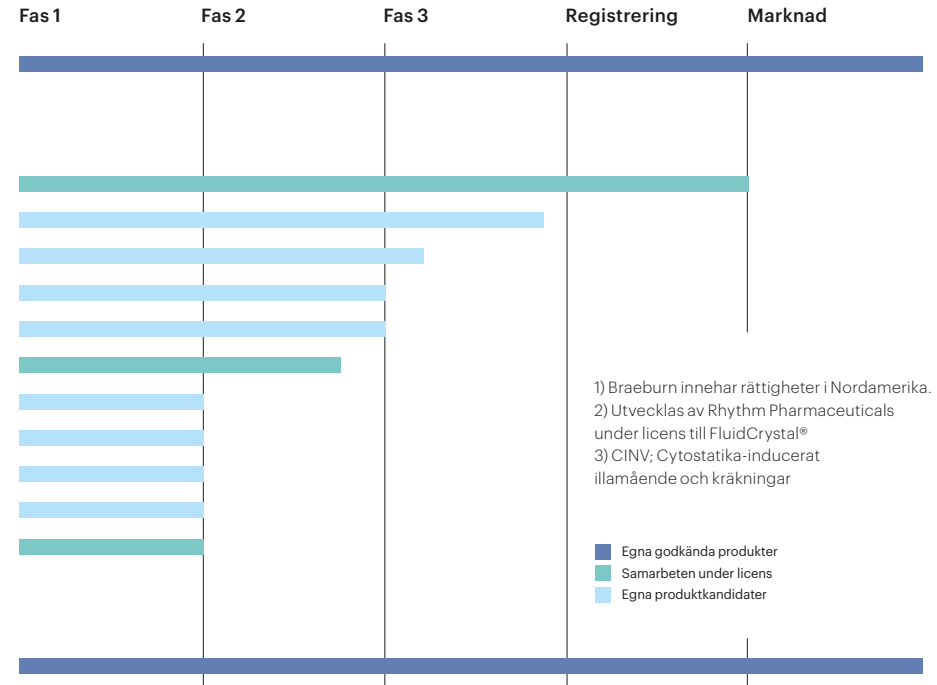 Fas 1 Fas 2 Fas 3 Registrering Marknad
1) Braeburn innehar rättigheter i Nordamerika.
2) Utvecklas av Rhythm Pharmaceuticals
under licens till FluidCrystal®
3) CINV; Cytostatika-inducerat
illamående och kräkningar
Egna godkända produkter
Samarbeten under licens
Egna produktkandidater